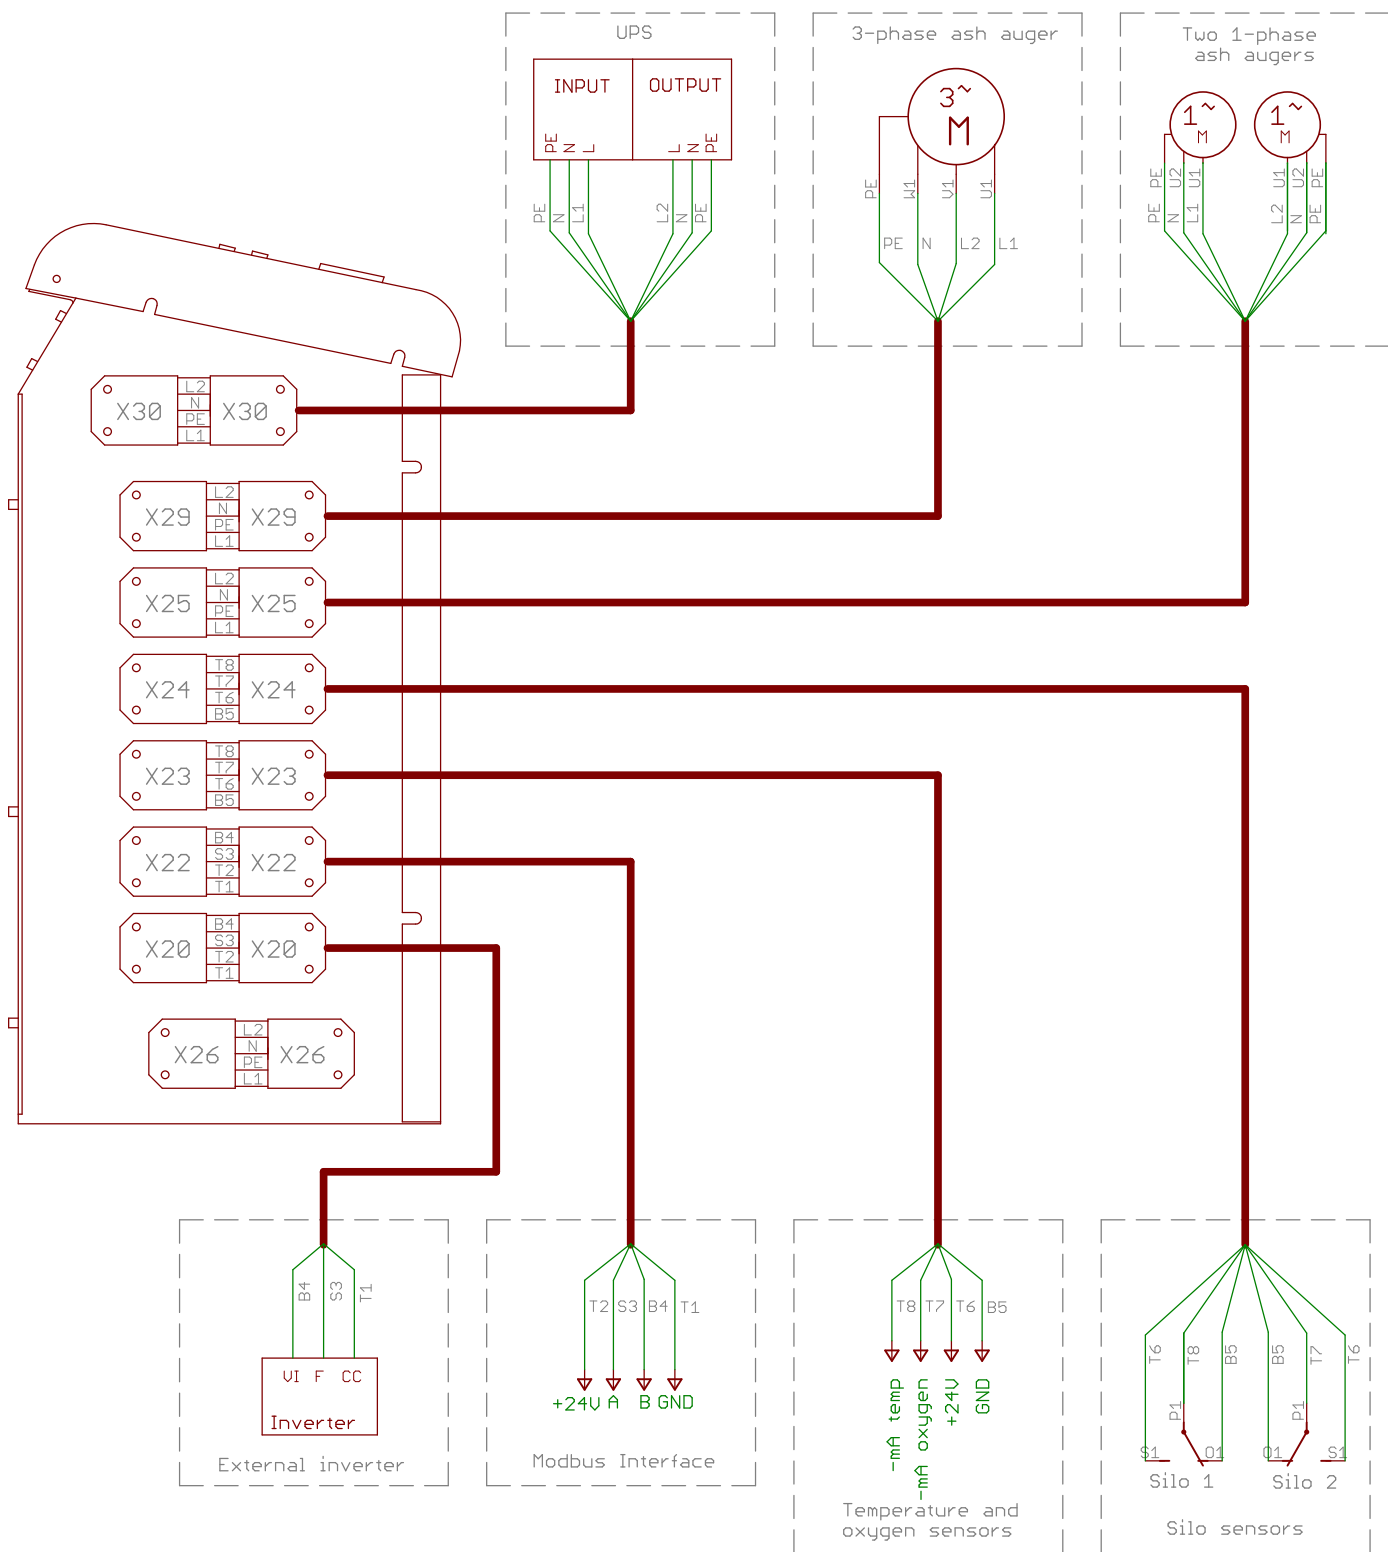 UPS
INPUT
OUTPUT
PE
N
L
L
N
PE
PE
N
L1
L2
N
PE
3-phase ash auger
3~
M
PE
W1
V1
U1
PE
N
L2
L1
Two 1-phase
ash augers
1~
M
1~
M
PE
U2
U1
U1
U2
PE
PE
N
L1
L2
N
PE
X30
L2
N
PE
L1
X30
X29
L2
N
PE
L1
X29
X25
L2
N
PE
L1
X25
X24
T8
T7
T6
B5
X24
X23
T8
T7
T6
B5
X23
X22
B4
S3
T2
T1
X22
X20
B4
S3
T2
T1
X20
X26
L2
N
PE
L1
X26
B4
S3
T1
VI F CC
Inverter
External inverter
T2
S3
B4
T1
+24V
A
B
GND
Modbus Interface
T8
T7
T6
B5
-mA temp
-mA oxygen
+24V
GND
Temperature and
oxygen sensors
T6
T8
B5
B5
T7
T6
P1
P1
S1
O1
O1
S1
Silo 1
Silo 2
Silo sensors